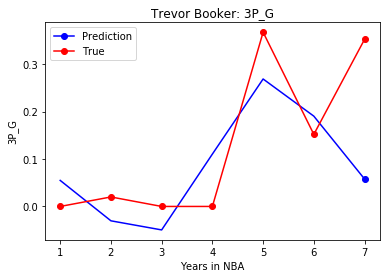 Trevor Booker: 3P_G
Prediction
True
3P_G
0.3
0.2
0.1
0.0
1 2 3 4 5 6 7
Years in NBA